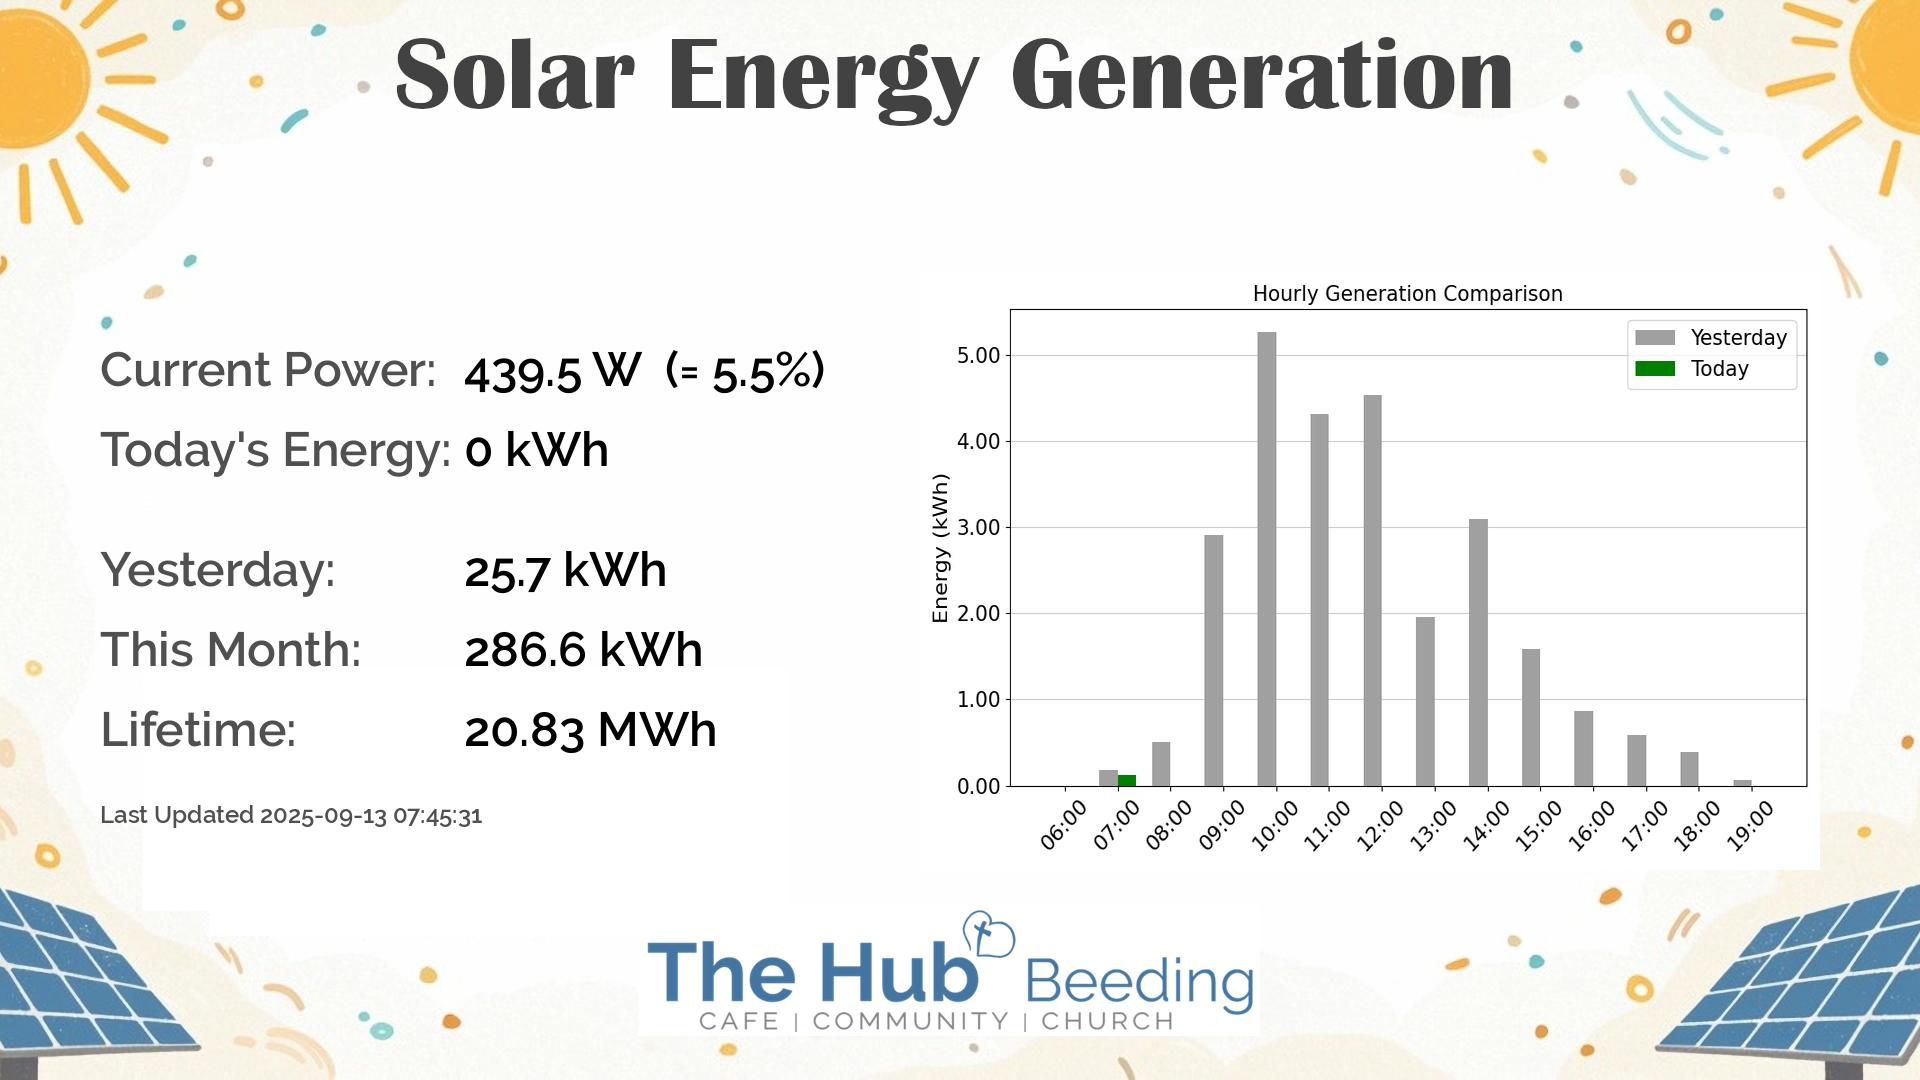 Solar Energy Generation
Current Power: 439.5 W (= 5.5%)
Today's Energy: 0 kWh
Yesterday: 25.7 kWh
This Month: 286.6 kWh
Lifetime: 20.83 MWh
Last Updated 2025-09-13 07:45:31
Hourly Generation Comparison
Yesterday
Today
Energy (kWh)
5.00
4.00
3.00
2.00
1.00
0.00
06:00 07:00 08:00 09:00 10:00 11:00 12:00 13:00 14:00 15:00 16:00 17:00 18:00 19:00
The Hub Beeding
CAFE | COMMUNITY | CHURCH